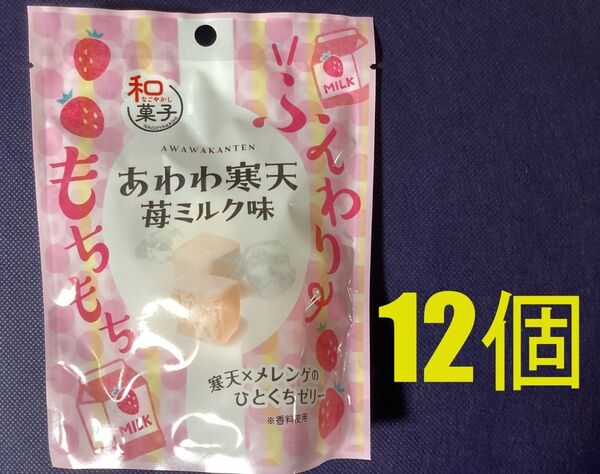 和
なごやかし
菓子
NAGOYAKASHI
AWAWAKANTEN
あわわ寒天
苺ミルク味
もちもち
ふんわり
MILK
寒天×メレンゲの
ひとくちゼリー
※香料使用
MILK
12個